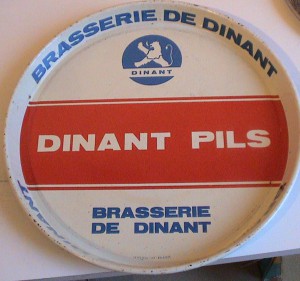 BRASSERIE DE DINANT
DINANT
DINANT PILS
BRASSERIE
DE DINANT